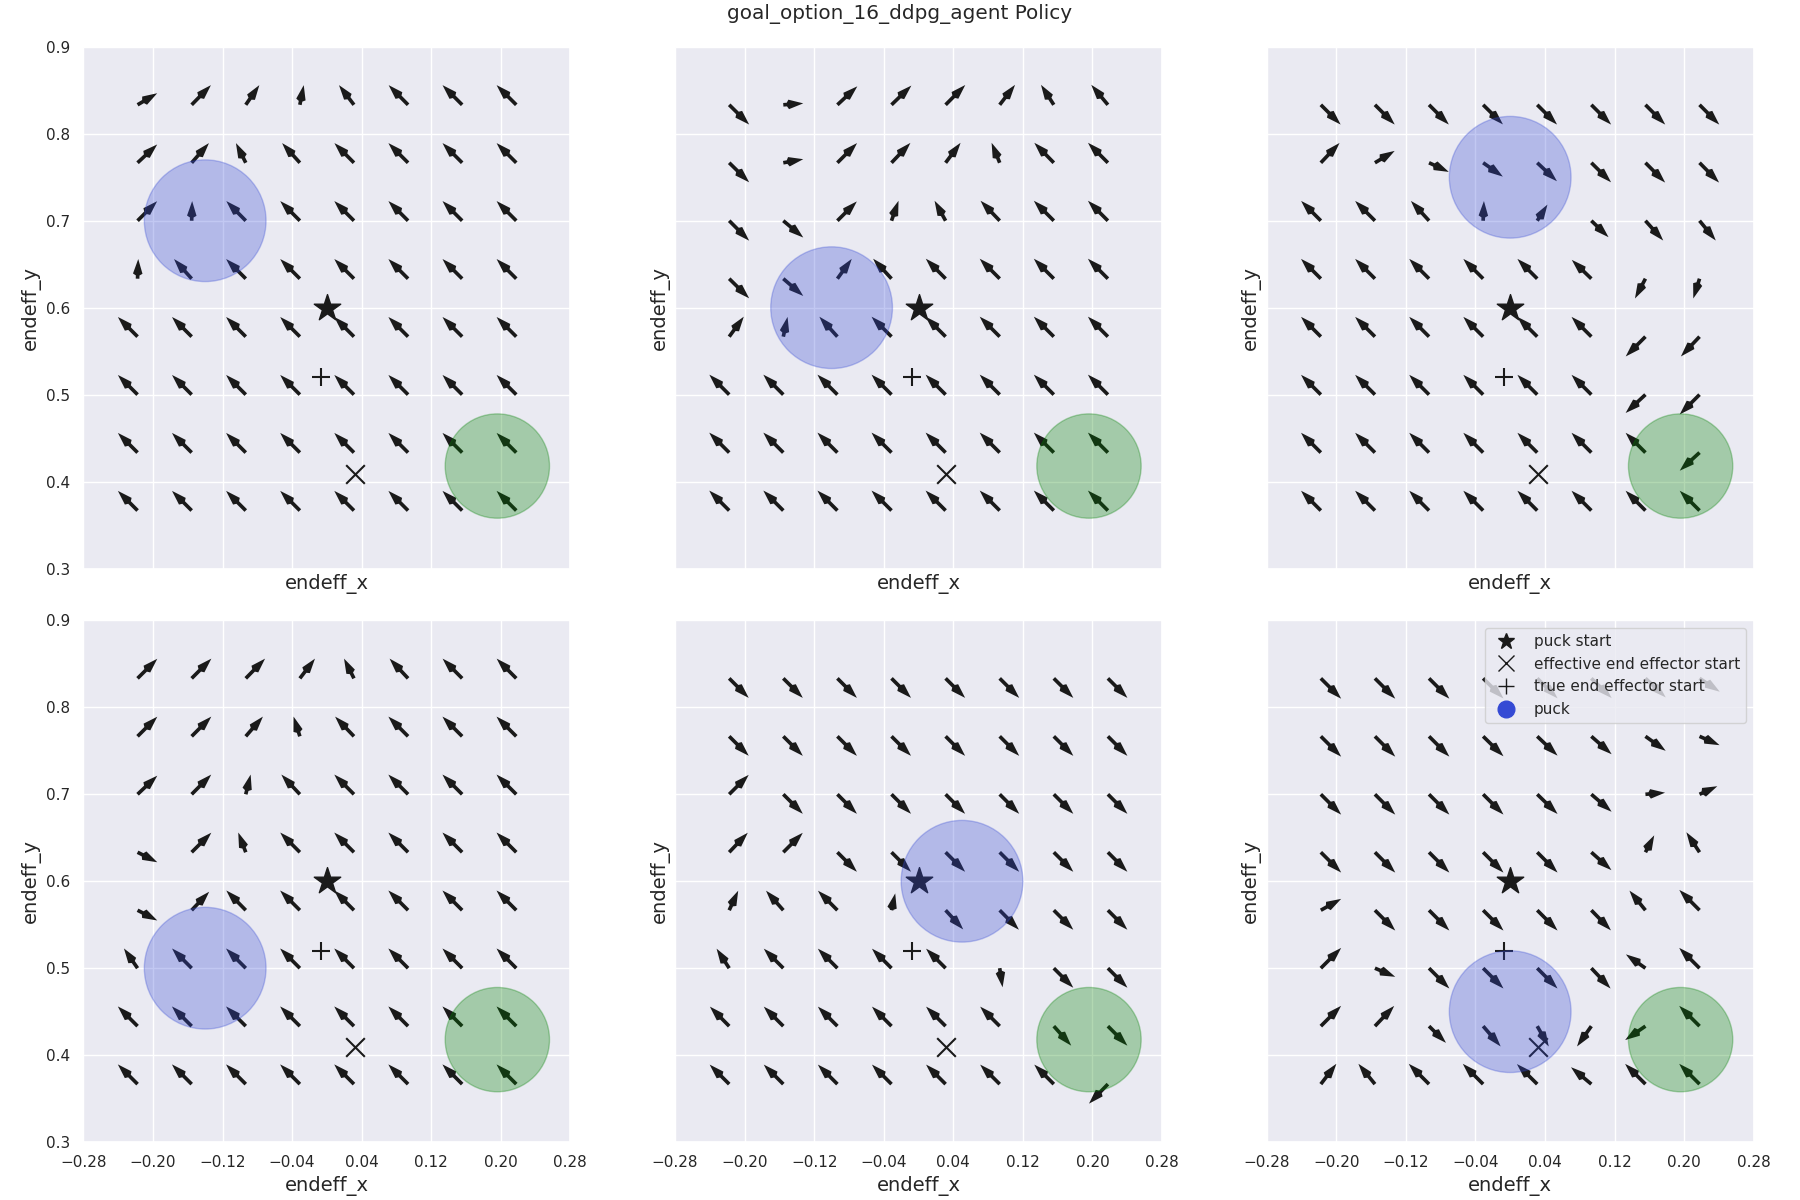 goal_option_16_ddpg_agent Policy
0.9
0.8
0.7
0.6
0.5
0.4
0.3
endeff_y
endeff_x
endeff_y
endeff_x
endeff_y
endeff_x
0.9
0.8
0.7
0.6
0.5
0.4
0.3
endeff_y
−0.28 −0.20 −0.12 −0.04 0.04 0.12 0.20 0.28
endeff_x
endeff_y
−0.28 −0.20 −0.12 −0.04 0.04 0.12 0.20 0.28
endeff_x
puck start
effective end effector start
true end effector start
puck
endeff_y
−0.28 −0.20 −0.12 −0.04 0.04 0.12 0.20 0.28
endeff_x